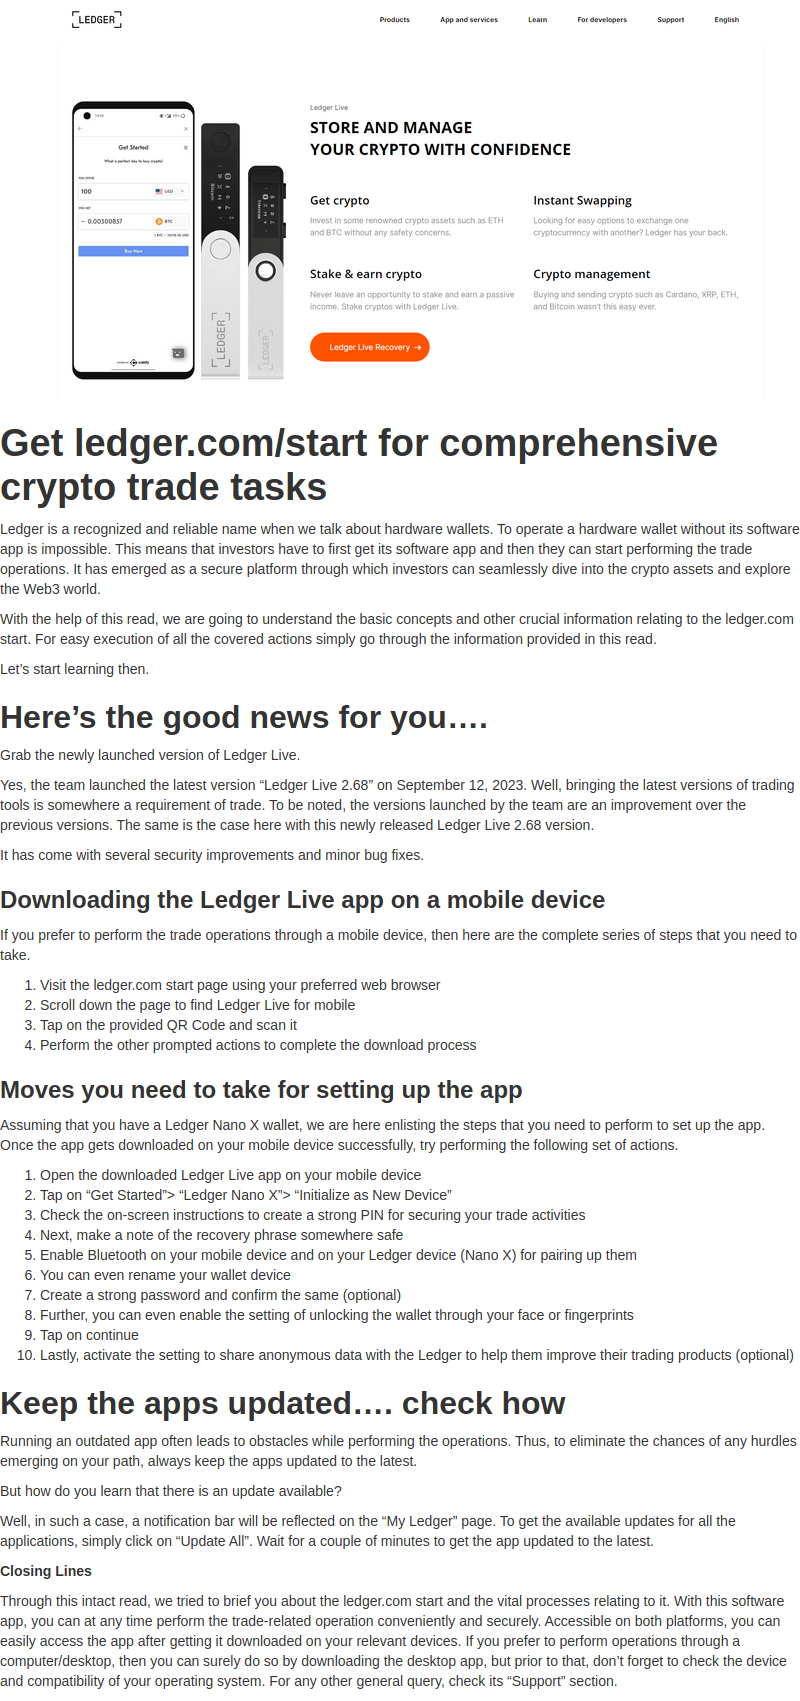 LEDGER
Products App and services Learn For developers Support English
Get Started
What a perfect day to buy crypto!
YOU SPEND
100 USD
YOU GET
~ 0.00300857 BTC
Buy Now
coinify
Bitcoin
LEDGER
LEDGER
Ledger Live
STORE AND MANAGE
YOUR CRYPTO WITH CONFIDENCE
Get crypto
Invest in some renowned crypto assets such as ETH
and BTC without any safety concerns.
Instant Swapping
Looking for easy options to exchange one
cryptocurrency with another? Ledger has your back.
Stake & earn crypto
Never leave an opportunity to stake and earn a passive
income. Stake cryptos with Ledger Live.
Crypto management
Buying and sending crypto such as Cardano, XRP, ETH,
and Bitcoin wasn't this easy ever.
Ledger Live Recovery →
Get ledger.com/start for comprehensive
crypto trade tasks
Ledger is a recognized and reliable name when we talk about hardware wallets. To operate a hardware wallet without its software
app is impossible. This means that investors have to first get its software app and then they can start performing the trade
operations. It has emerged as a secure platform through which investors can seamlessly dive into the crypto assets and explore
the Web3 world.
With the help of this read, we are going to understand the basic concepts and other crucial information relating to the ledger.com
start. For easy execution of all the covered actions simply go through the information provided in this read.
Let’s start learning then.
Here’s the good news for you….
Grab the newly launched version of Ledger Live.
Yes, the team launched the latest version “Ledger Live 2.68” on September 12, 2023. Well, bringing the latest versions of trading
tools is somewhere a requirement of trade. To be noted, the versions launched by the team are an improvement over the
previous versions. The same is the case here with this newly released Ledger Live 2.68 version.
It has come with several security improvements and minor bug fixes.
Downloading the Ledger Live app on a mobile device
If you prefer to perform the trade operations through a mobile device, then here are the complete series of steps that you need to
take.
1. Visit the ledger.com start page using your preferred web browser
2. Scroll down the page to find Ledger Live for mobile
3. Tap on the provided QR Code and scan it
4. Perform the other prompted actions to complete the download process
Moves you need to take for setting up the app
Assuming that you have a Ledger Nano X wallet, we are here enlisting the steps that you need to perform to set up the app.
Once the app gets downloaded on your mobile device successfully, try performing the following set of actions.
1. Open the downloaded Ledger Live app on your mobile device
2. Tap on “Get Started”> “Ledger Nano X”> “Initialize as New Device”
3. Check the on-screen instructions to create a strong PIN for securing your trade activities
4. Next, make a note of the recovery phrase somewhere safe
5. Enable Bluetooth on your mobile device and on your Ledger device (Nano X) for pairing up them
6. You can even rename your wallet device
7. Create a strong password and confirm the same (optional)
8. Further, you can even enable the setting of unlocking the wallet through your face or fingerprints
9. Tap on continue
10. Lastly, activate the setting to share anonymous data with the Ledger to help them improve their trading products (optional)
Keep the apps updated…. check how
Running an outdated app often leads to obstacles while performing the operations. Thus, to eliminate the chances of any hurdles
emerging on your path, always keep the apps updated to the latest.
But how do you learn that there is an update available?
Well, in such a case, a notification bar will be reflected on the “My Ledger” page. To get the available updates for all the
applications, simply click on “Update All”. Wait for a couple of minutes to get the app updated to the latest.
Closing Lines
Through this intact read, we tried to brief you about the ledger.com start and the vital processes relating to it. With this software
app, you can at any time perform the trade-related operation conveniently and securely. Accessible on both platforms, you can
easily access the app after getting it downloaded on your relevant devices. If you prefer to perform operations through a
computer/desktop, then you can surely do so by downloading the desktop app, but prior to that, don’t forget to check the device
and compatibility of your operating system. For any other general query, check its “Support” section.